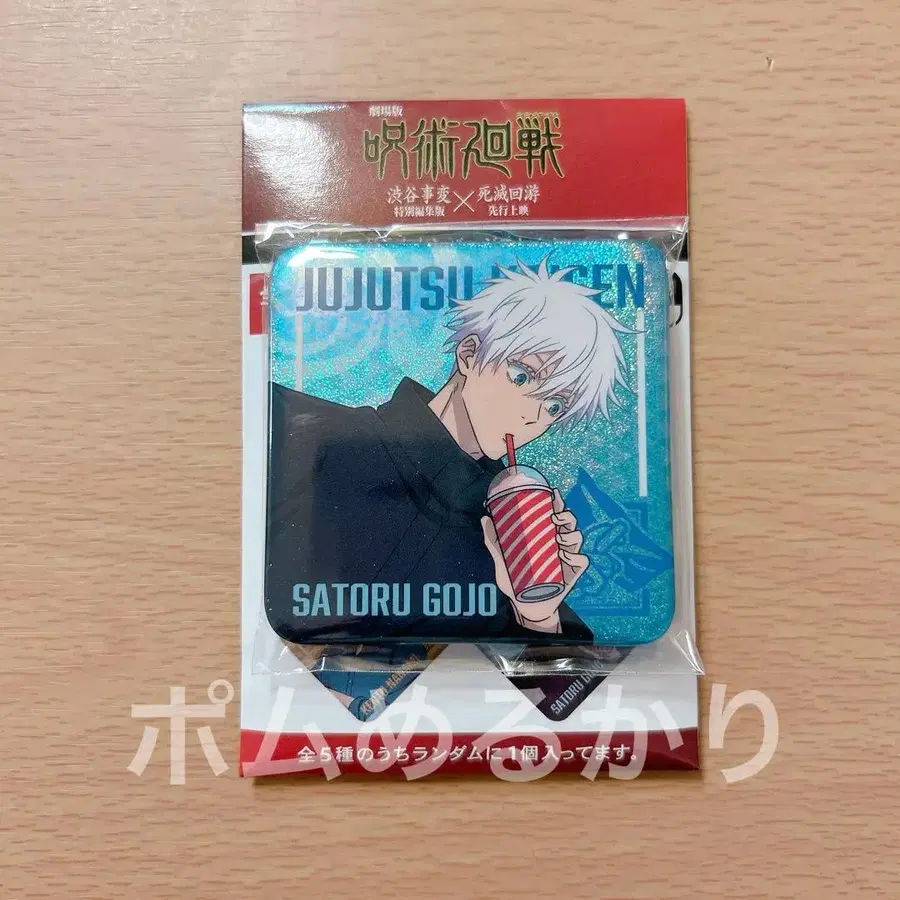 劇場版
呪術廻戦
渋谷事変 × 死滅回游
特別編集版 先行上映
JUJUTSU
SATORU GOJO
SATORU GOJO
ポムめるかり
全5種のうちランダムに1個入ってます。